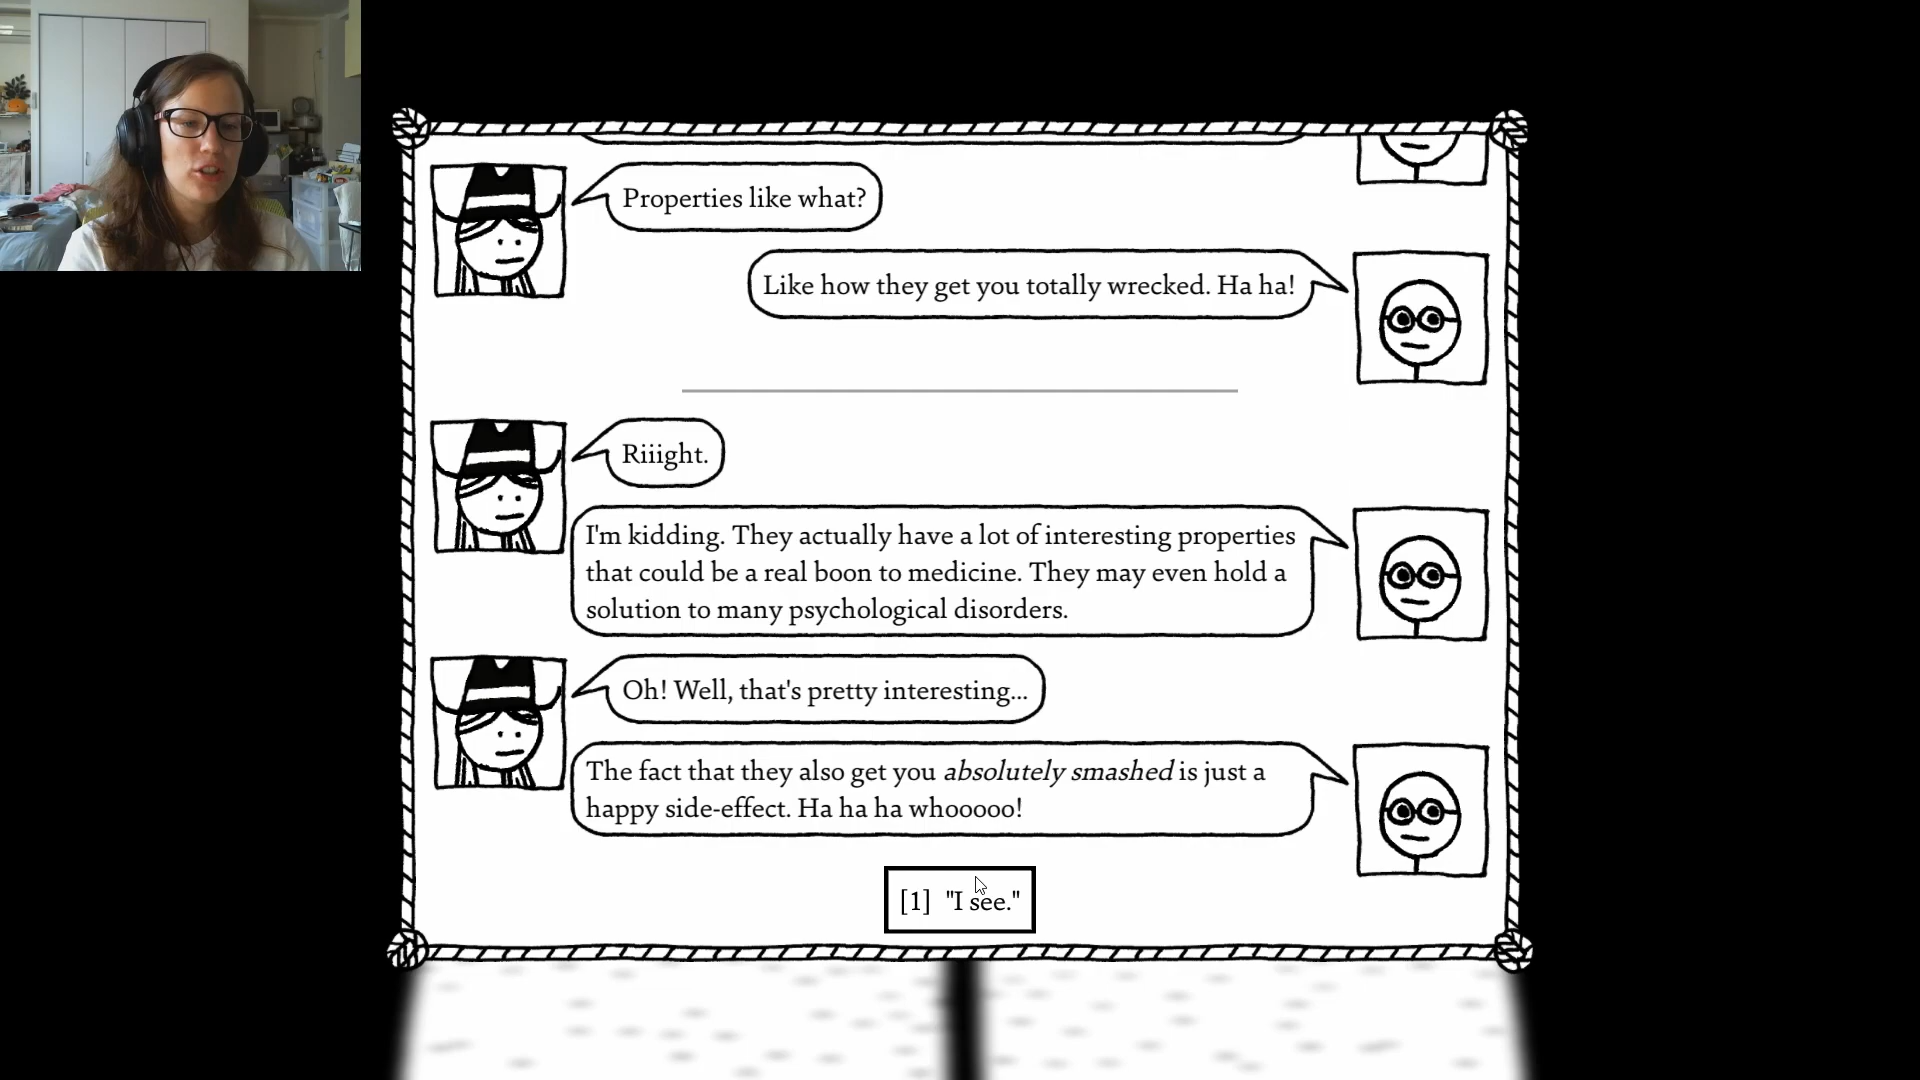 Properties like what?
Like how they get you totally wrecked. Ha ha!
Riiight.
I'm kidding. They actually have a lot of interesting properties
that could be a real boon to medicine. They may even hold a
solution to many psychological disorders.
Oh! Well, that's pretty interesting...
The fact that they also get you absolutely smashed is just a
happy side-effect. Ha ha ha whooooo!
[1] "I see."